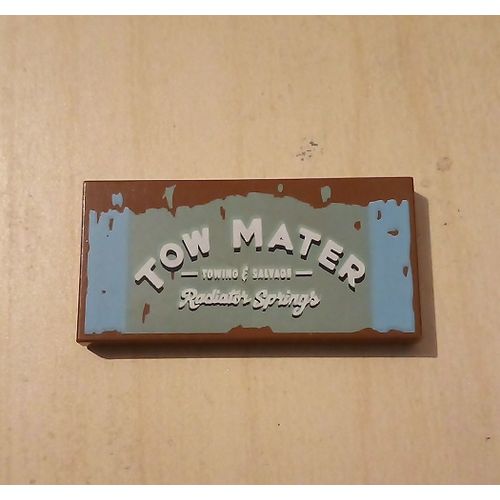 TOW MATER
TOWING & SALVAGE
Radiator Springs